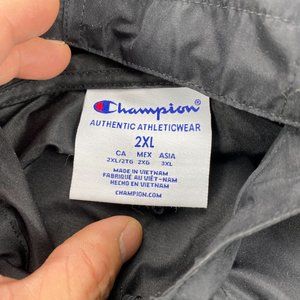 Champion
AUTHENTIC ATHLETICWEAR
2XL
CA MEX ASIA
2XL/2TG 2XG 3XL
MADE IN VIETNAM
FABRIQUÉ AU VIÊT-NAM
HECHO EN VIETNAM
CHAMPION.COM